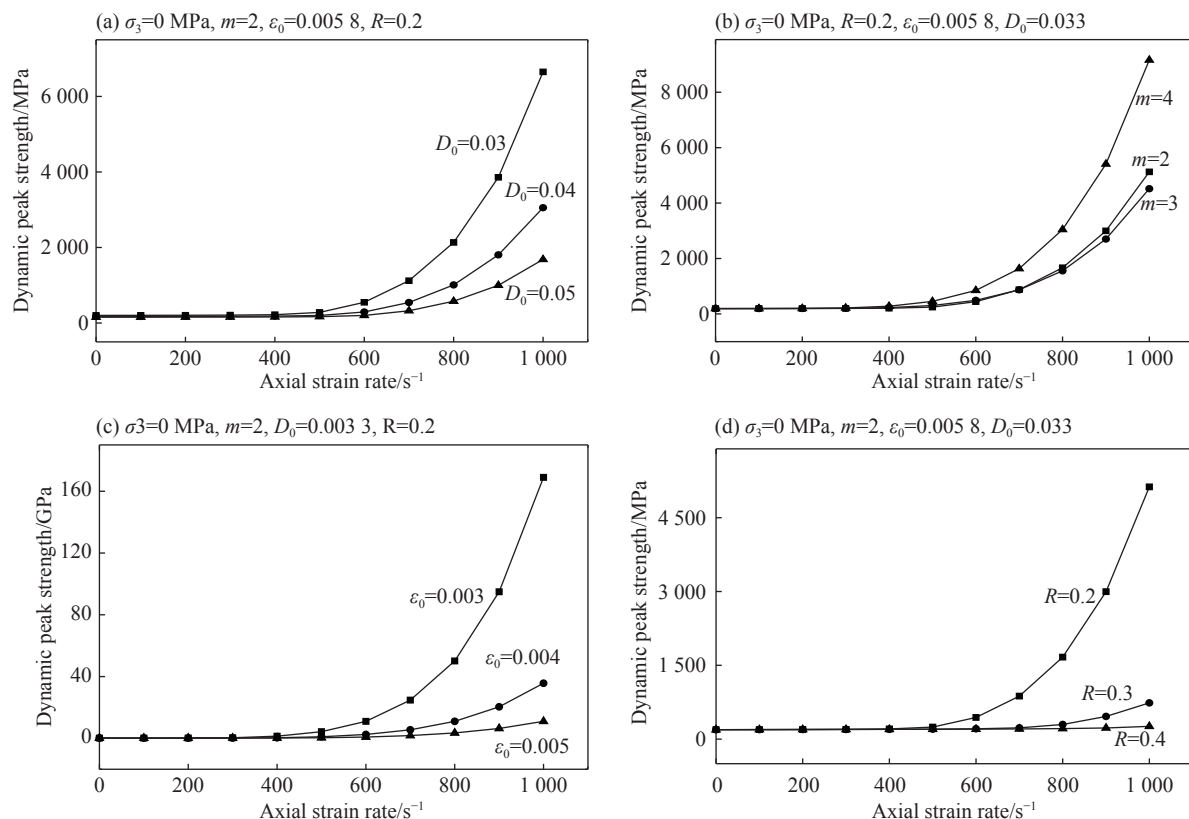 (a) σ₃=0 MPa, m=2, ε₀=0.005 8, R=0.2
Dynamic peak strength/MPa
6 000
4 000
2 000
0
D₀=0.03
D₀=0.04
D₀=0.05
0 200 400 600 800 1 000
Axial strain rate/s⁻¹
(b) σ₃=0 MPa, R=0.2, ε₀=0.005 8, D₀=0.033
Dynamic peak strength/MPa
8 000
6 000
4 000
2 000
0
m=4
m=2
m=3
0 200 400 600 800 1 000
Axial strain rate/s⁻¹
(c) σ3=0 MPa, m=2, D₀=0.003 3, R=0.2
Dynamic peak strength/GPa
160
120
80
40
0
ε₀=0.003
ε₀=0.004
ε₀=0.005
0 200 400 600 800 1 000
Axial strain rate/s⁻¹
(d) σ₃=0 MPa, m=2, ε₀=0.005 8, D₀=0.033
Dynamic peak strength/MPa
4 500
3 000
1 500
0
R=0.2
R=0.3
R=0.4
0 200 400 600 800 1 000
Axial strain rate/s⁻¹